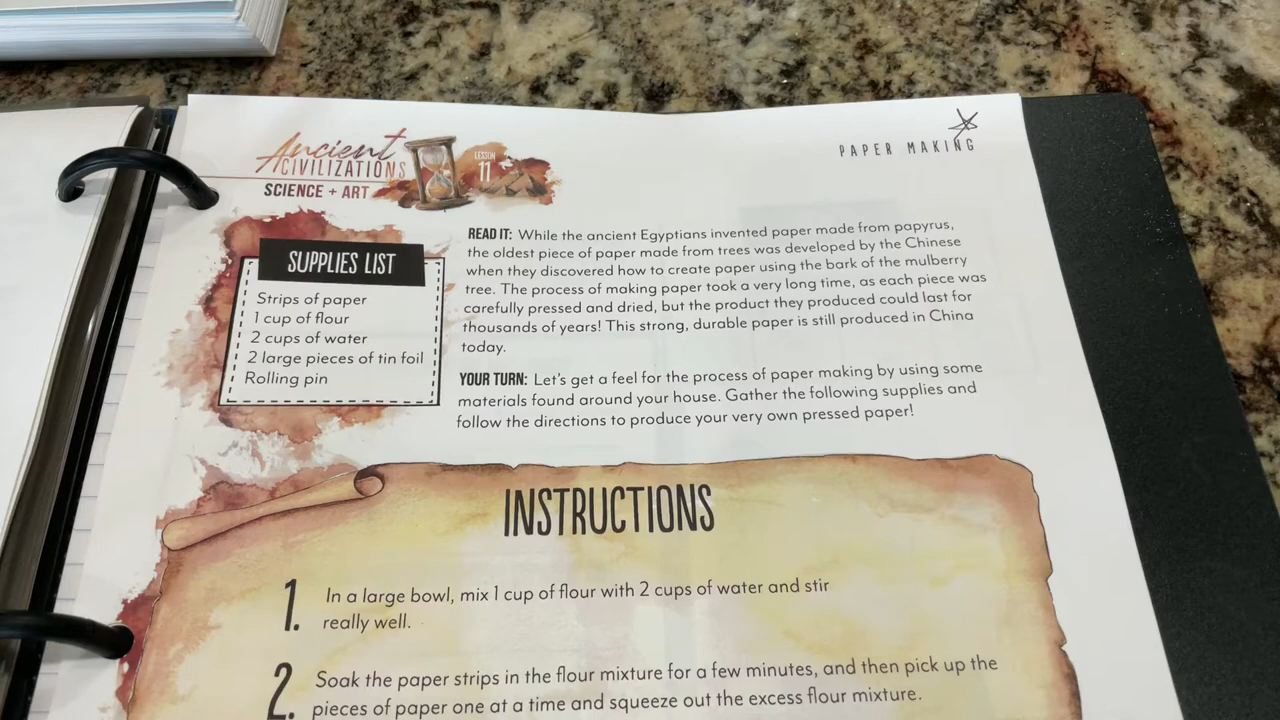 Ancient
CIVILIZATIONS
SCIENCE + ART
LESSON
11
PAPER MAKING
SUPPLIES LIST
Strips of paper
1 cup of flour
2 cups of water
2 large pieces of tin foil
Rolling pin
READ IT: While the ancient Egyptians invented paper made from papyrus,
the oldest piece of paper made from trees was developed by the Chinese
when they discovered how to create paper using the bark of the mulberry
tree. The process of making paper took a very long time, as each piece was
carefully pressed and dried, but the product they produced could last for
thousands of years! This strong, durable paper is still produced in China
today.
YOUR TURN: Let's get a feel for the process of paper making by using some
materials found around your house. Gather the following supplies and
follow the directions to produce your very own pressed paper!
INSTRUCTIONS
1. In a large bowl, mix 1 cup of flour with 2 cups of water and stir
really well.
2. Soak the paper strips in the flour mixture for a few minutes, and then pick up the
pieces of paper one at a time and squeeze out the excess flour mixture.